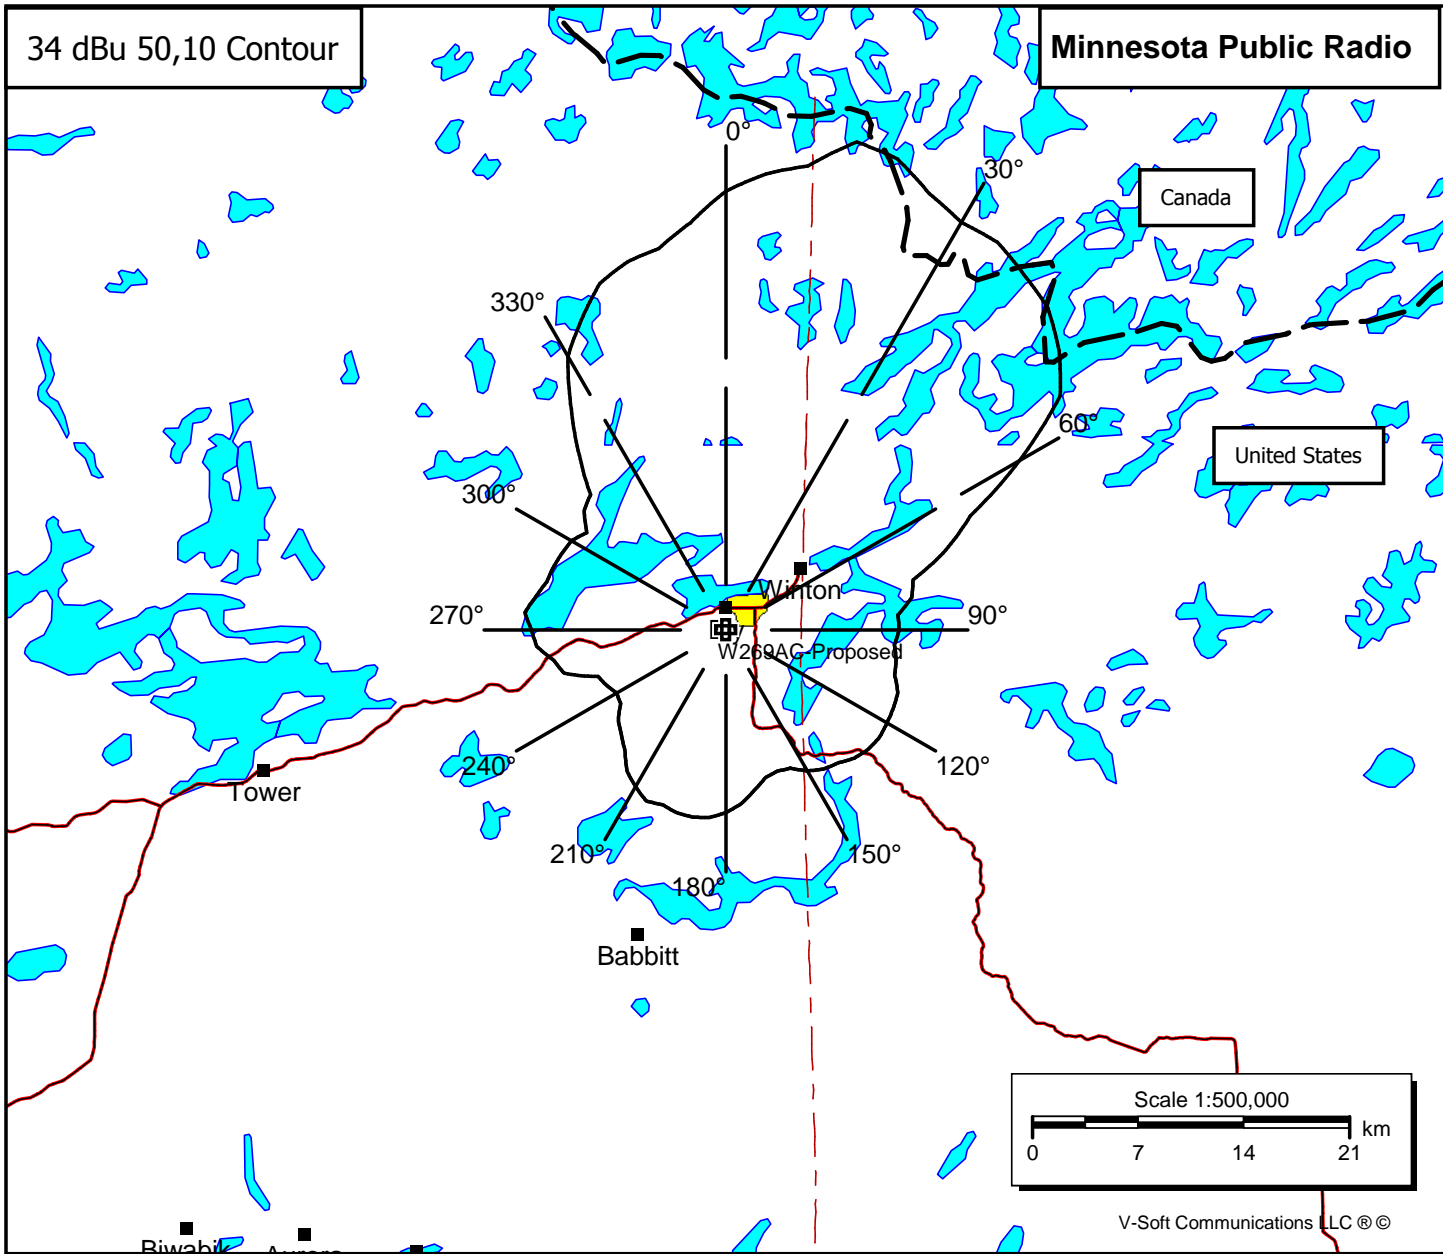 34 dBu 50,10 Contour
Minnesota Public Radio
0°
30°
Canada
330°
60°
United States
300°
Winton
270°
90°
W269AC-Proposed
240°
120°
Tower
210°
150°
180°
Babbitt
Scale 1:500,000
km
0 7 14 21
V-Soft Communications LLC ® ©
Biwabik
Aurora